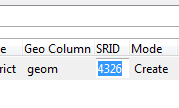 e Geo Column SRID Mode
rict geom 4326 Create